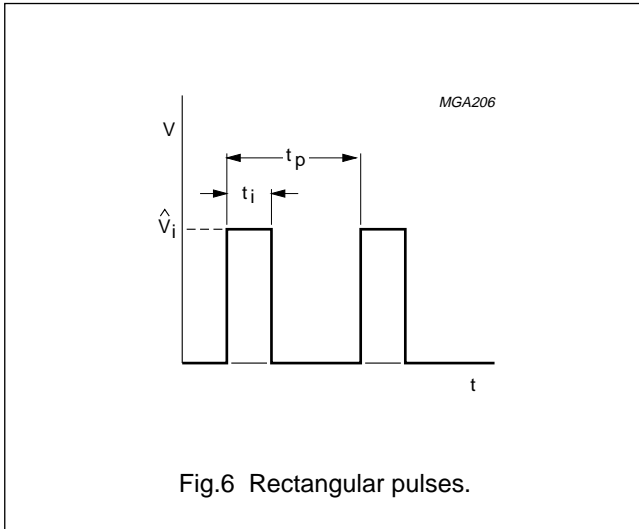 MGA206
V
t p
t i
V̂ i
t
Fig.6 Rectangular pulses.